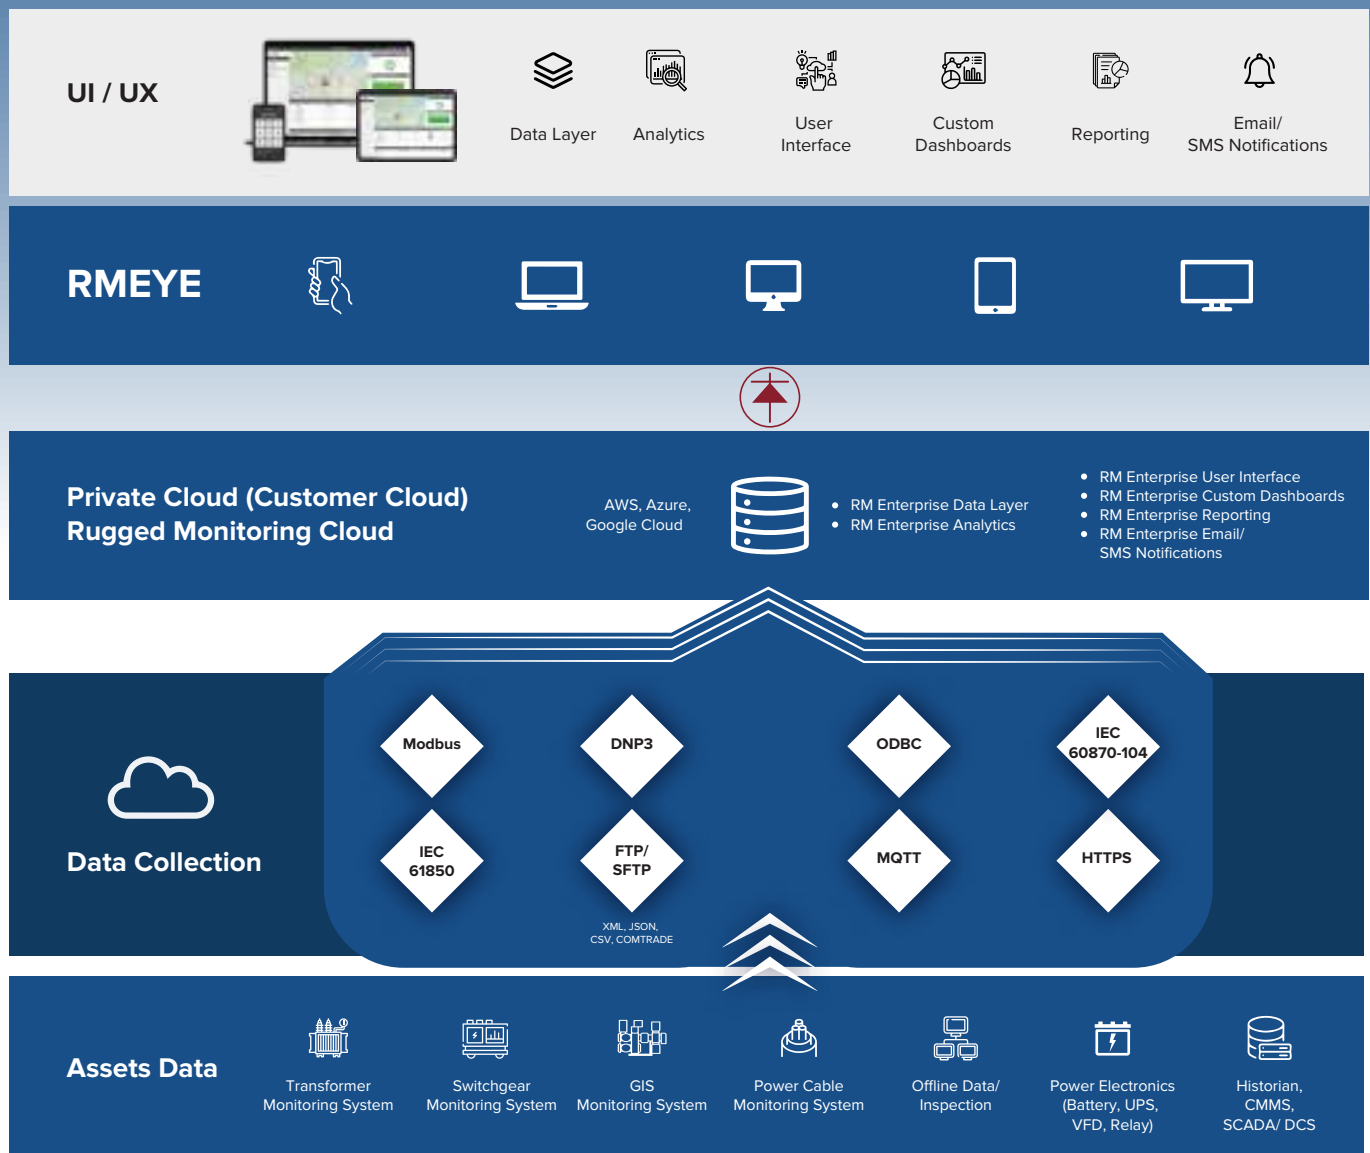 UI / UX
Data Layer
Analytics
User
Interface
Custom
Dashboards
Reporting
Email/
SMS Notifications
RMEYE
Private Cloud (Customer Cloud)
Rugged Monitoring Cloud
AWS, Azure,
Google Cloud
• RM Enterprise Data Layer
• RM Enterprise Analytics
• RM Enterprise User Interface
• RM Enterprise Custom Dashboards
• RM Enterprise Reporting
• RM Enterprise Email/
SMS Notifications
Data Collection
Modbus
DNP3
ODBC
IEC
60870-104
IEC
61850
FTP/
SFTP
MQTT
HTTPS
XML, JSON,
CSV, COMTRADE
Assets Data
Transformer
Monitoring System
Switchgear
Monitoring System
GIS
Monitoring System
Power Cable
Monitoring System
Offline Data/
Inspection
Power Electronics
(Battery, UPS,
VFD, Relay)
Historian,
CMMS,
SCADA/ DCS